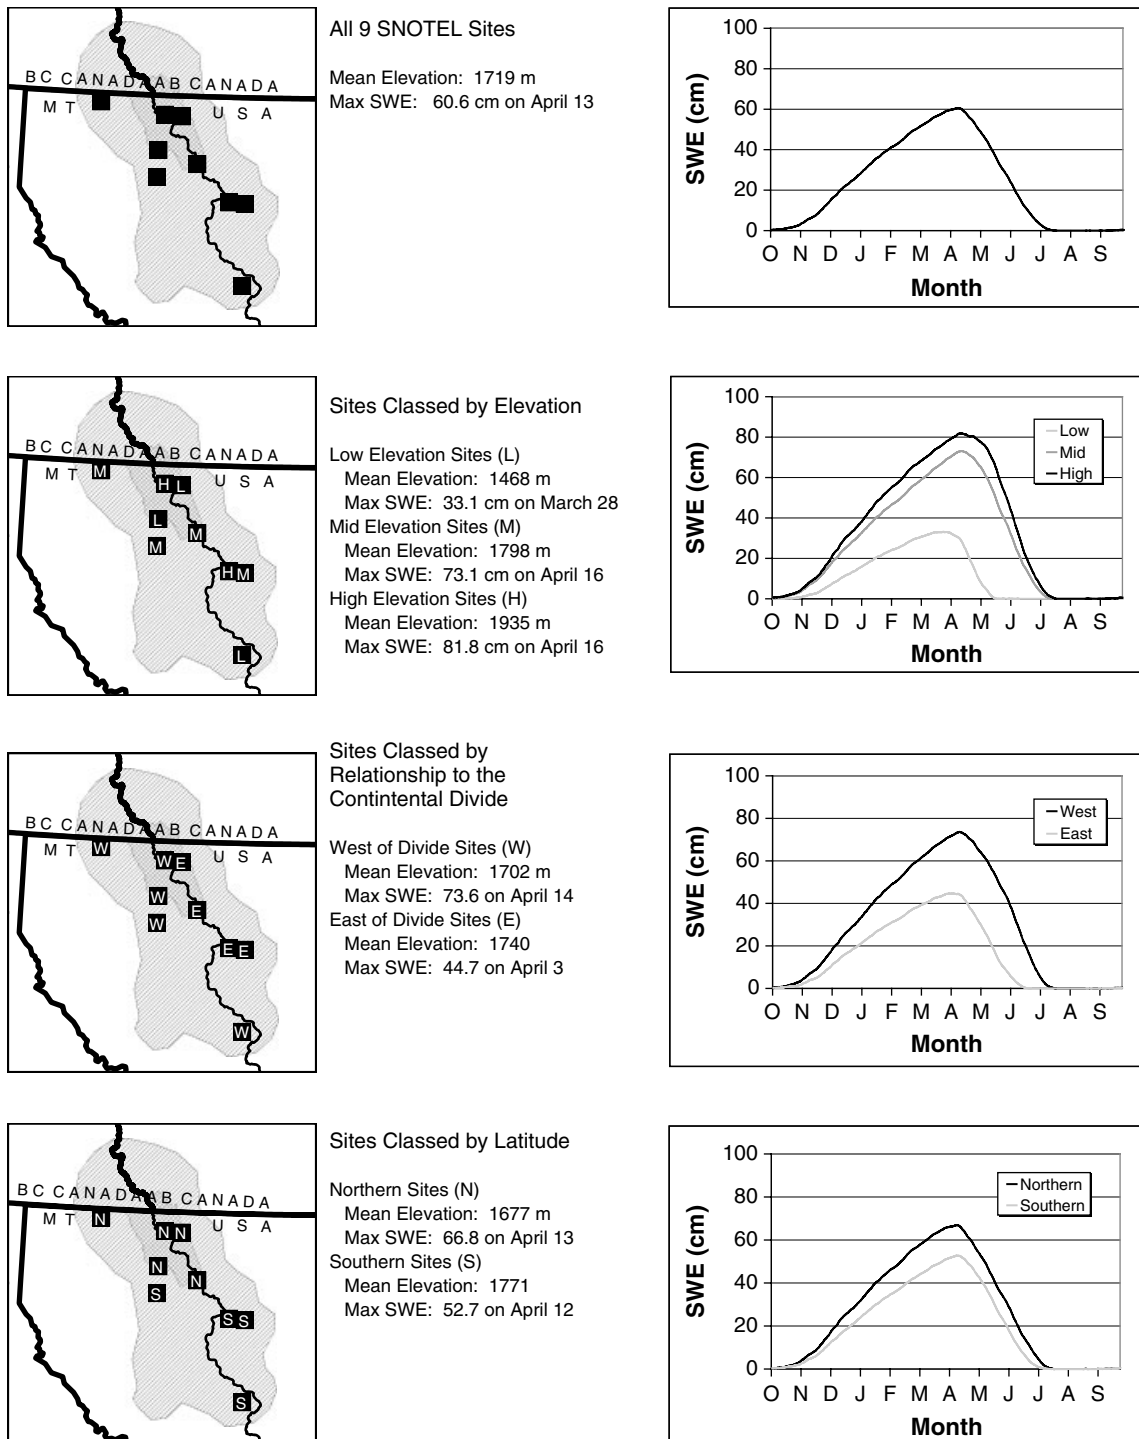 BC CANADA AB CANADA
MT USA
All 9 SNOTEL Sites
Mean Elevation: 1719 m
Max SWE: 60.6 cm on April 13
SWE (cm)
100
80
60
40
20
0
O N D J F M A M J J A S
Month
BC CANADA AB CANADA
MT USA
M
H L
L
M
M
H M
L
Sites Classed by Elevation
Low Elevation Sites (L)
Mean Elevation: 1468 m
Max SWE: 33.1 cm on March 28
Mid Elevation Sites (M)
Mean Elevation: 1798 m
Max SWE: 73.1 cm on April 16
High Elevation Sites (H)
Mean Elevation: 1935 m
Max SWE: 81.8 cm on April 16
SWE (cm)
100
80
60
40
20
0
Low
Mid
High
O N D J F M A M J J A S
Month
BC CANADA AB CANADA
MT USA
W
W E
W
E
W
E E
W
Sites Classed by
Relationship to the
Contintental Divide
West of Divide Sites (W)
Mean Elevation: 1702 m
Max SWE: 73.6 on April 14
East of Divide Sites (E)
Mean Elevation: 1740
Max SWE: 44.7 on April 3
SWE (cm)
100
80
60
40
20
0
West
East
O N D J F M A M J J A S
Month
BC CANADA AB CANADA
MT USA
N
N N
N
N
S
S S
S
Sites Classed by Latitude
Northern Sites (N)
Mean Elevation: 1677 m
Max SWE: 66.8 on April 13
Southern Sites (S)
Mean Elevation: 1771
Max SWE: 52.7 on April 12
SWE (cm)
100
80
60
40
20
0
Northern
Southern
O N D J F M A M J J A S
Month